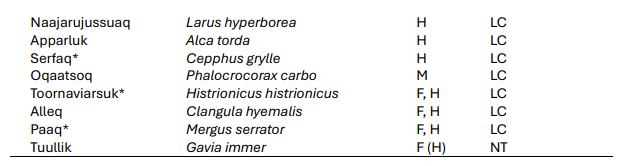 Naajarujussuaq Larus hyperborea H LC
Apparluk Alca torda H LC
Serfaq* Cepphus grylle H LC
Oqaatsoq Phalocrocorax carbo M LC
Toornaviarsuk* Histrionicus histrionicus F, H LC
Alleq Clangula hyemalis F, H LC
Paaq* Mergus serrator F, H LC
Tuullik Gavia immer F (H) NT